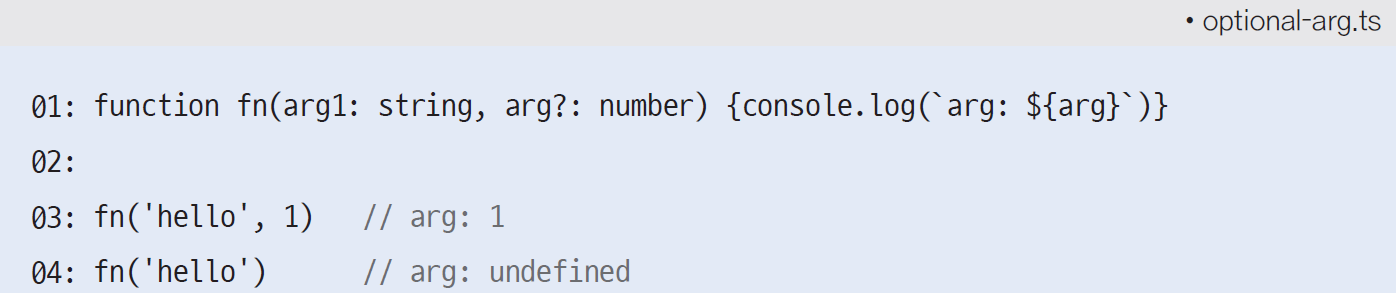 • optional-arg.ts
01: function fn(arg1: string, arg?: number) {console.log(`arg: ${arg}`)}
02:
03: fn('hello', 1)   // arg: 1
04: fn('hello')      // arg: undefined